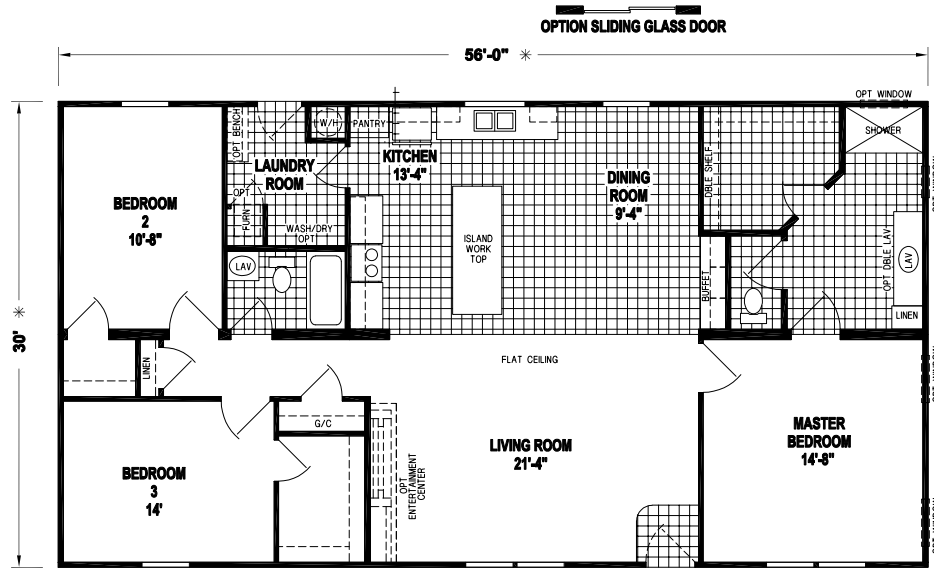 OPTION SLIDING GLASS DOOR
56'-0" ✳
OPT WINDOW
OPT BENCH
W/H
PANTRY
SHOWER
KITCHEN
13'-4"
LAUNDRY
ROOM
DBLE SHELF
DINING
ROOM
9'-4"
BEDROOM
2
10'-8"
OPT
FURN
WASH/DRY
OPT
ISLAND
WORK
TOP
LAV
OPT DBLE LAV
LAV
BUFFET
LINEN
✳
30'
LINEN
FLAT CEILING
G/C
LIVING ROOM
21'-4"
MASTER
BEDROOM
14'-8"
BEDROOM
3
14'
OPT
ENTERTAINMENT
CENTER